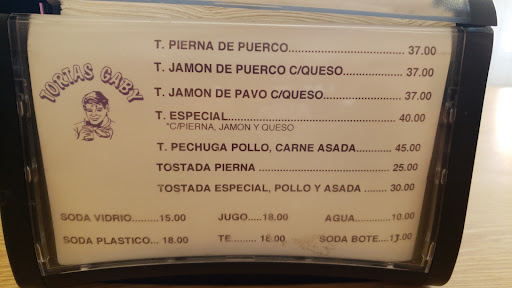 TORTAS GABY
T. PIERNA DE PUERCO................................ 37.00
T. JAMON DE PUERCO C/QUESO............... 37.00
T. JAMON DE PAVO C/QUESO.................... 37.00
T. ESPECIAL............................................. 40.00
*C/PIERNA, JAMON Y QUESO
T. PECHUGA POLLO, CARNE ASADA......... 45.00
TOSTADA PIERNA ................................. 25.00
TOSTADA ESPECIAL, POLLO Y ASADA ....... 30.00
SODA VIDRIO.........15.00 JUGO.....18.00 AGUA...........10.00
SODA PLASTICO... 18.00 TE......... 18.00 SODA BOTE...